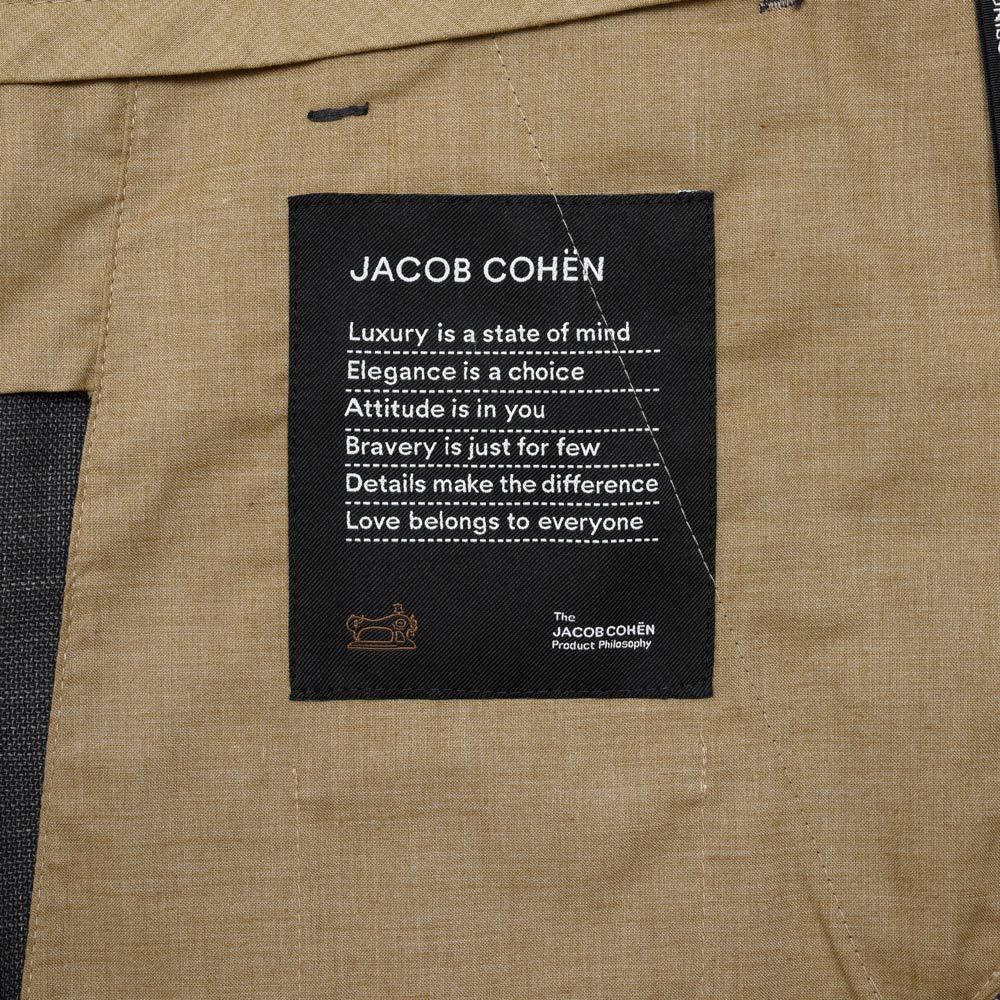 JACOB COHËN
Luxury is a state of mind
Elegance is a choice
Attitude is in you
Bravery is just for few
Details make the difference
Love belongs to everyone
The
JACOB COHËN
Product Philosophy